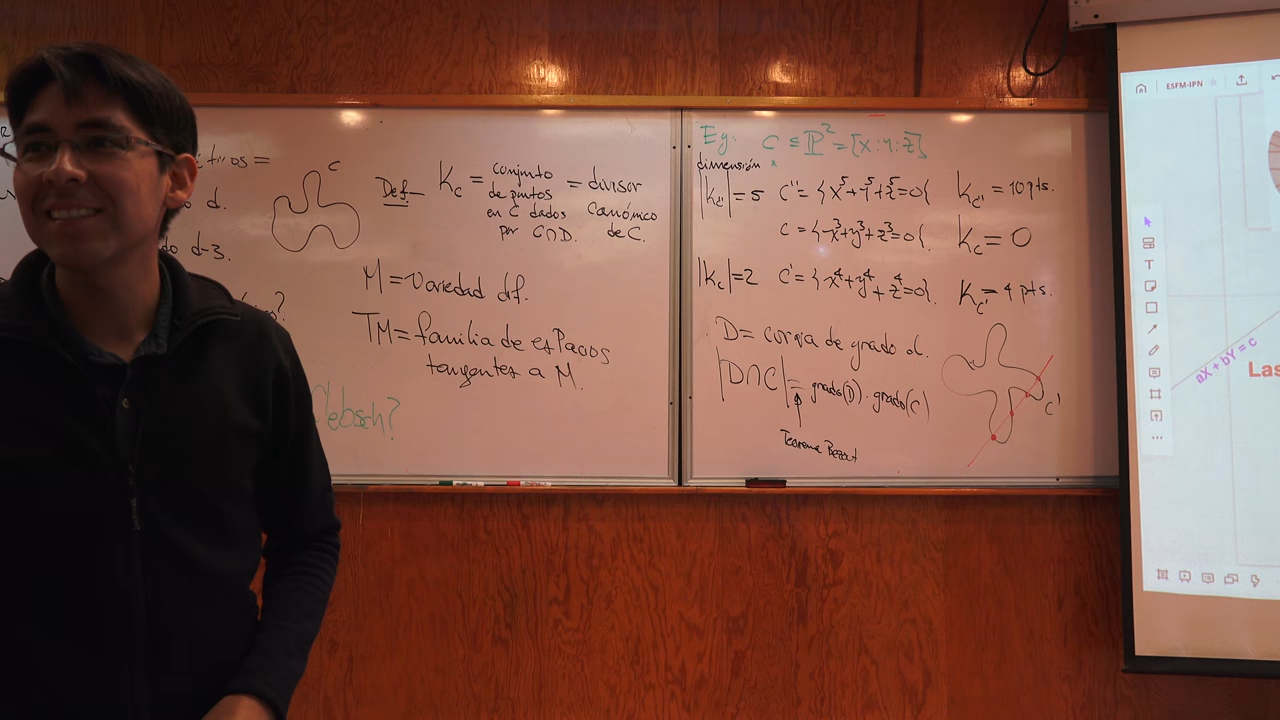 d.
d-3.
C
Def- K_C = conjunto de puntos en C dados por C∩D. = divisor canónico de C.
M = variedad dif.
TM = familia de espacios
tangentes a M.
Clebsch?
Eg: C ⊆ P² = [X:Y:Z]
dimensión
|K_C''| = 5 C'' = {x⁵+y⁵+z⁵=0} K_C'' = 10 pts.
C = {x³+y³+z³=0}. K_C = 0
|K_C'| = 2 C' = {x⁴+y⁴+z⁴=0}. K_C' = 4 pts.
D = curva de grado d.
|D∩C| = grado(D)·grado(C)
C'
Teorema Bezout
ESFM-IPN
T
aX + bY = c
Las